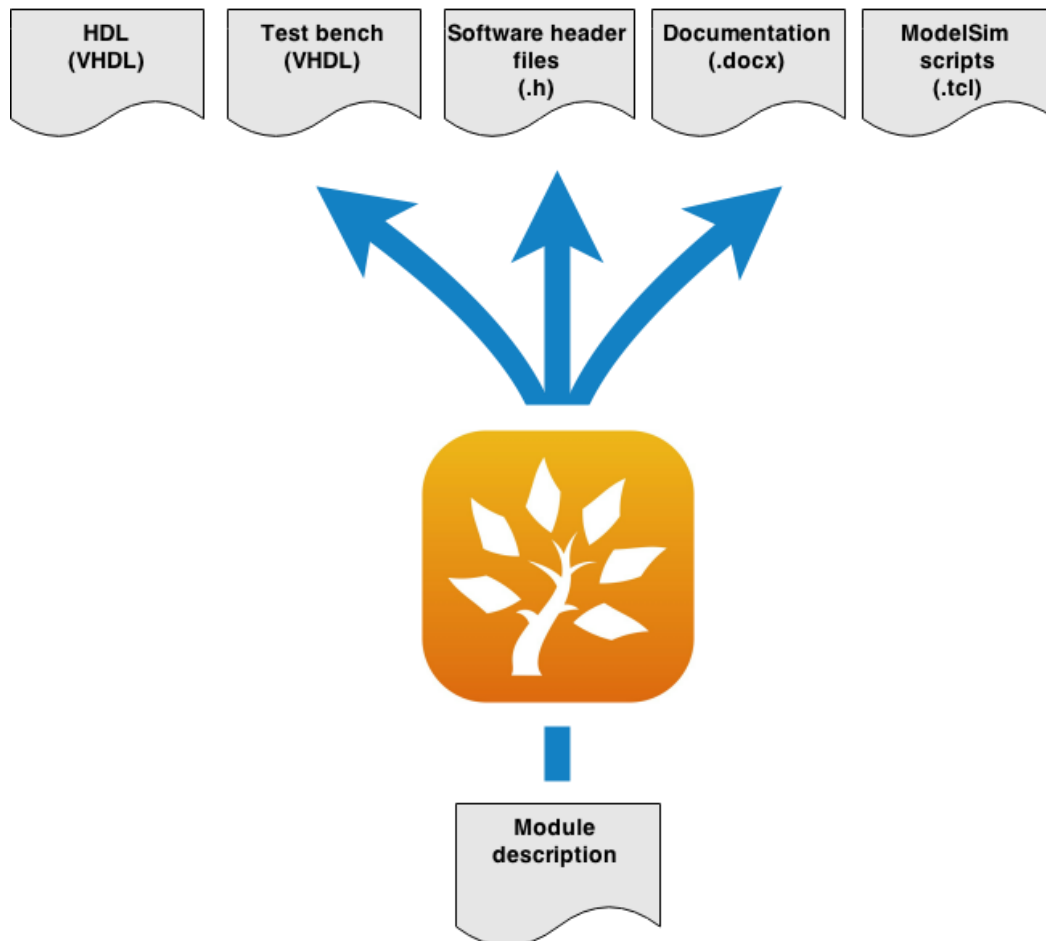 HDL
(VHDL)
Test bench
(VHDL)
Software header
files
(.h)
Documentation
(.docx)
ModelSim
scripts
(.tcl)
Module
description